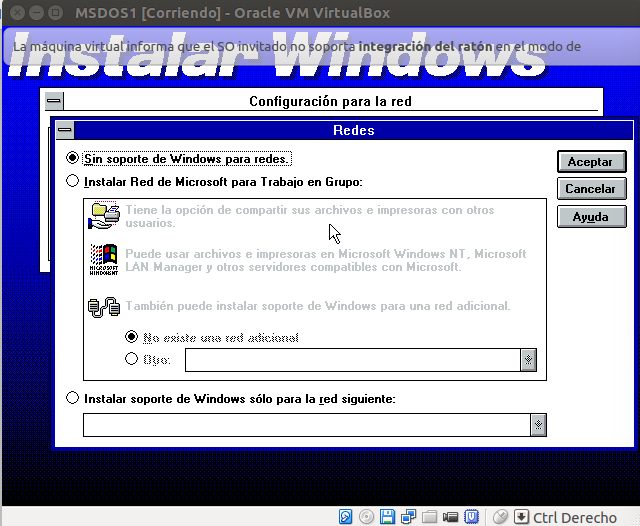 MSDOS1 [Corriendo] - Oracle VM VirtualBox
La máquina virtual informa que el SO invitado no soporta integración del ratón en el modo de
Instalar Windows
Configuración para la red
Redes
Sin soporte de Windows para redes.
Aceptar
Instalar Red de Microsoft para Trabajo en Grupo:
Cancelar
Tiene la opción de compartir sus archivos e impresoras con otros
usuarios.
Ayuda
Puede usar archivos e impresoras en Microsoft Windows NT, Microsoft
LAN Manager y otros servidores compatibles con Microsoft.
MICROSOFT
WINDOWS NT
También puede instalar soporte de Windows para una red adicional.
No existe una red adicional
Otro:
Instalar soporte de Windows sólo para la red siguiente:
Ctrl Derecho